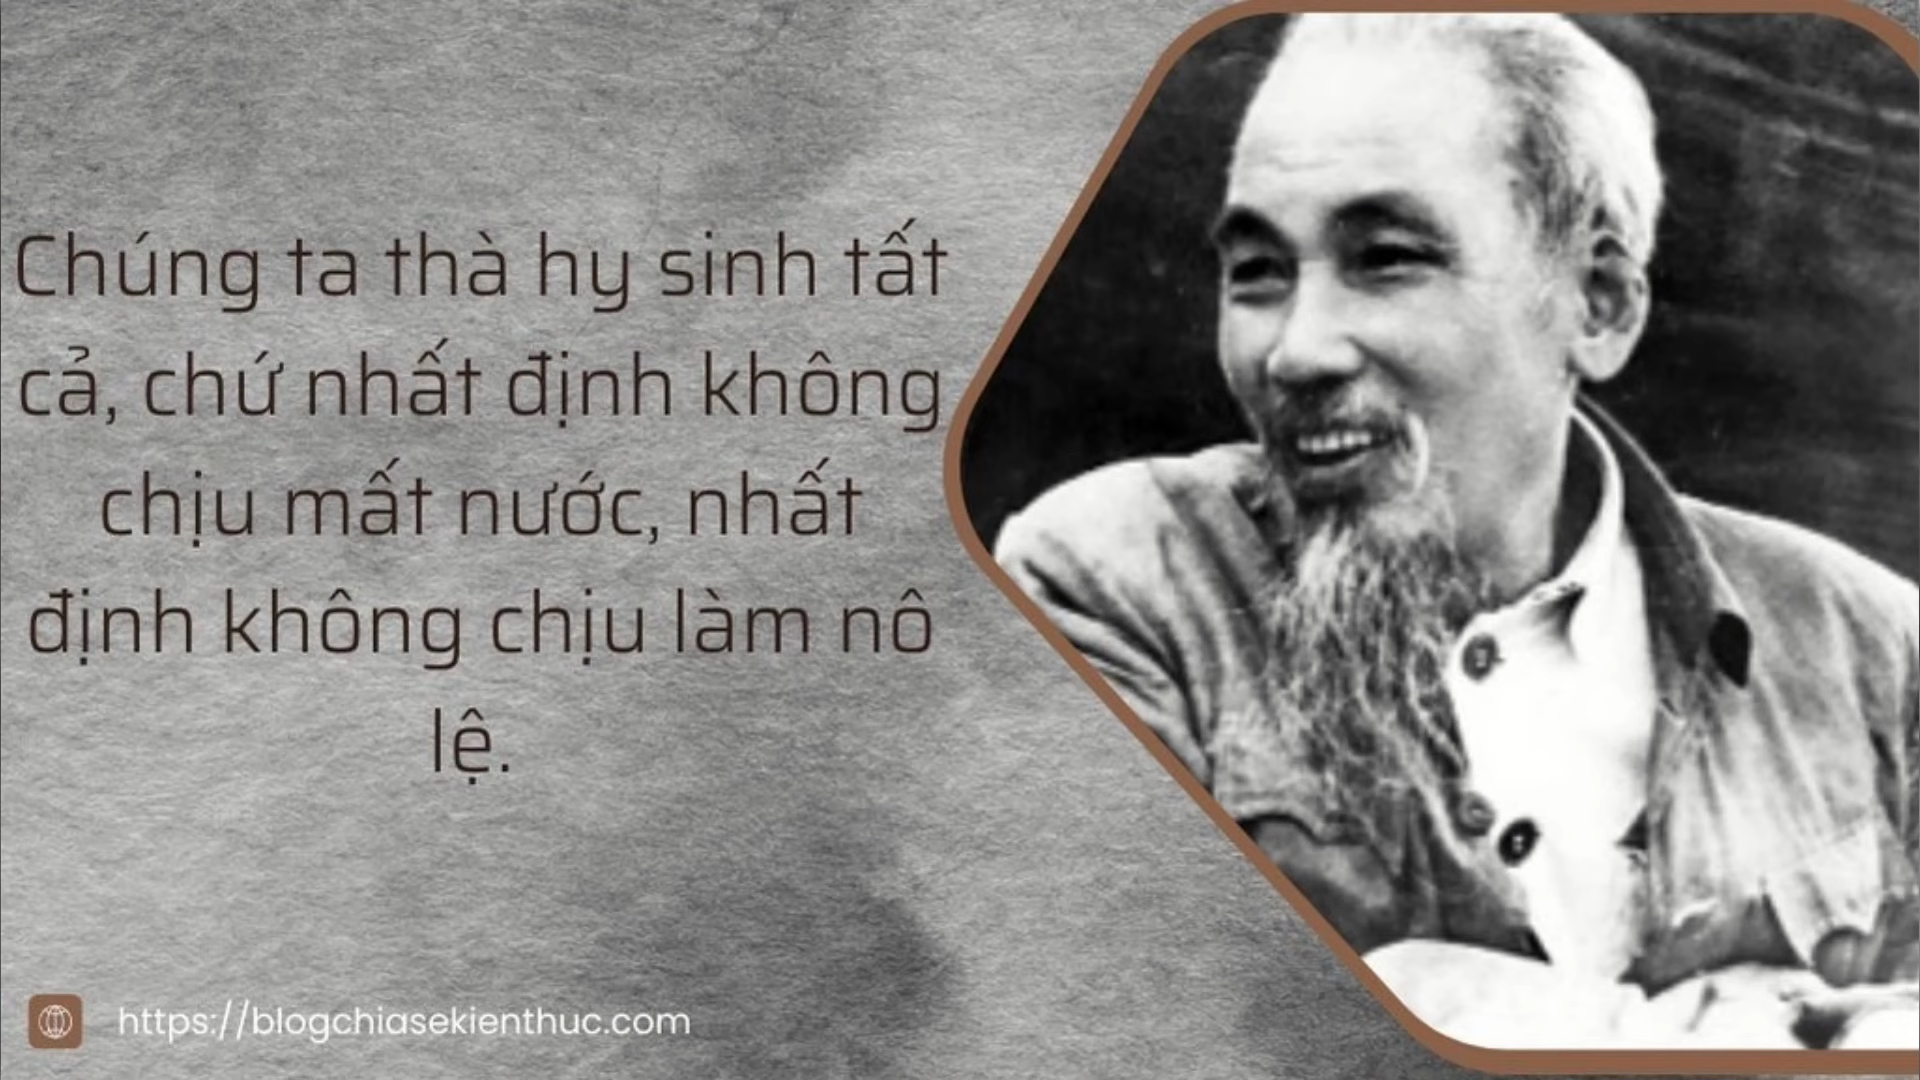 Chúng ta thà hy sinh tất
cả, chứ nhất định không
chịu mất nước, nhất
định không chịu làm nô
lệ.
https://blogchiasekienthuc.com